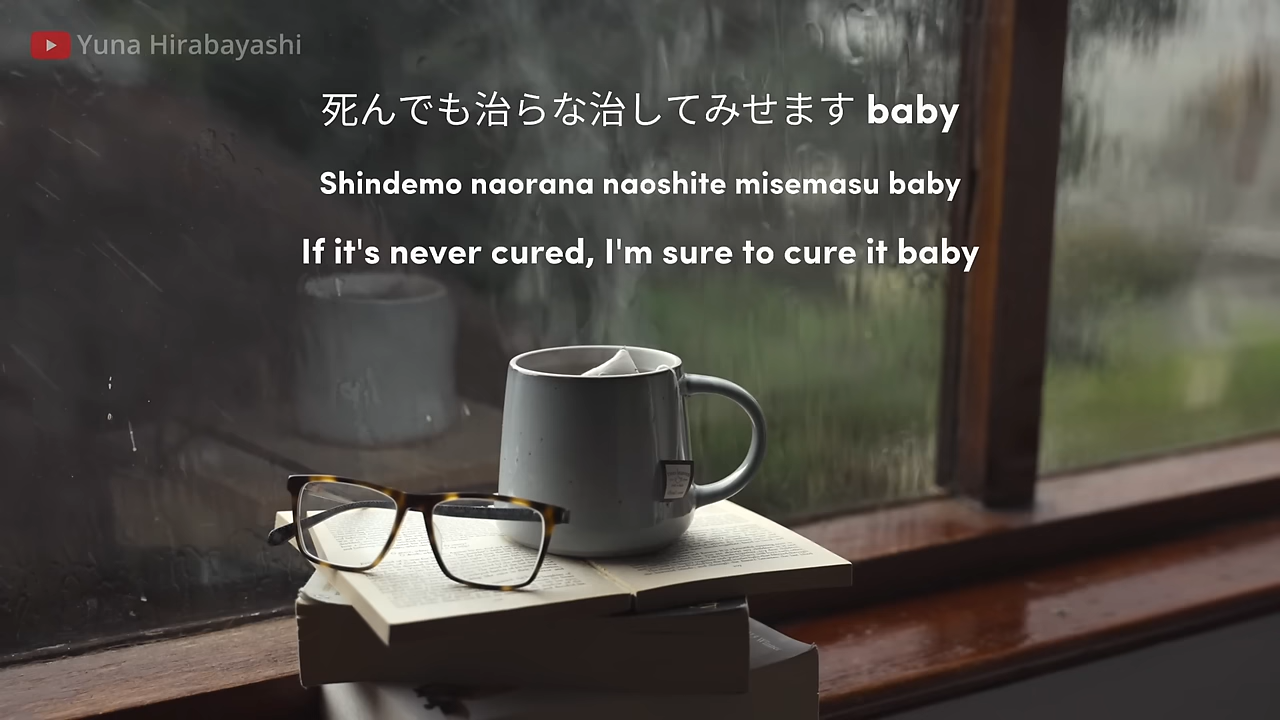 Yuna Hirabayashi
死んでも治らな治してみせます baby
Shindemo naorana naoshite misemasu baby
If it's never cured, I'm sure to cure it baby